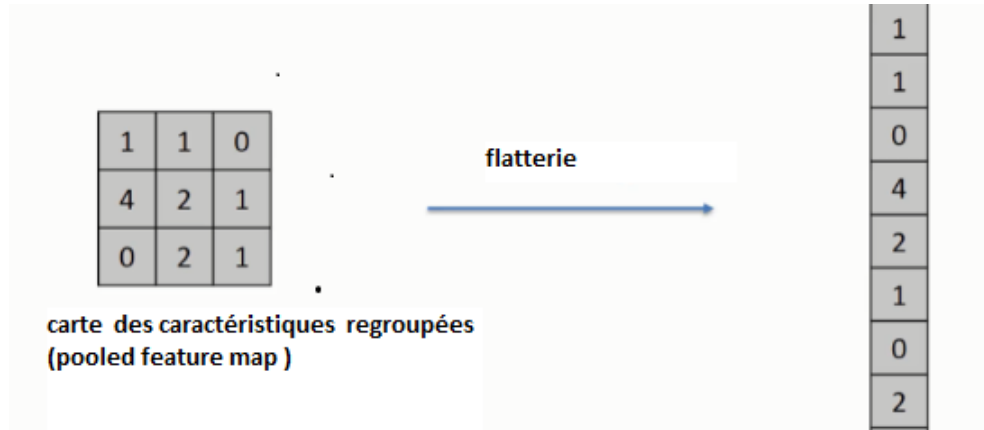 1 1 0
4 2 1
0 2 1
carte des caractéristiques regroupées
(pooled feature map )
flatterie
1
1
0
4
2
1
0
2